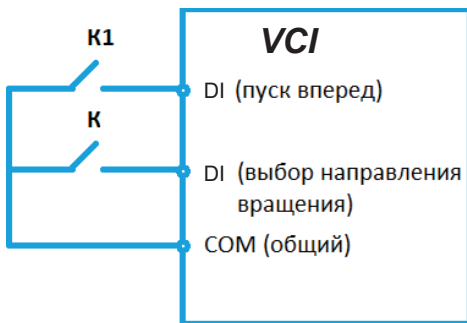 K1
VCI
DI (пуск вперед)
К
DI (выбор направления
вращения)
COM (общий)